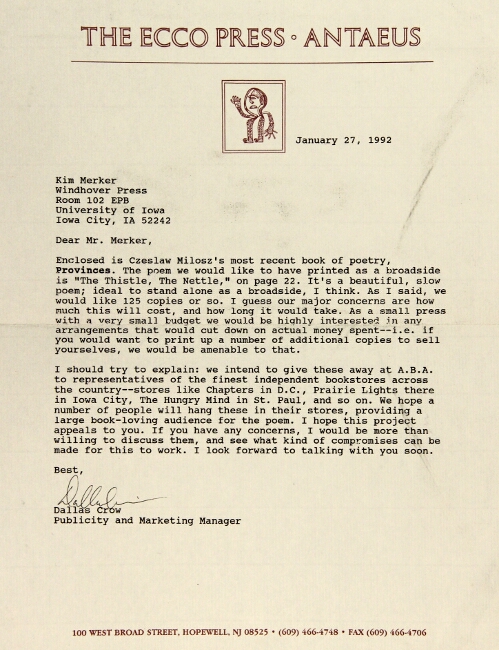 THE ECCO PRESS • ANTAEUS
January 27, 1992
Kim Merker
Windhover Press
Room 102 EPB
University of Iowa
Iowa City, IA 52242
Dear Mr. Merker,
Enclosed is Czeslaw Milosz's most recent book of poetry,
Provinces. The poem we would like to have printed as a broadside
is "The Thistle, The Nettle," on page 22. It's a beautiful, slow
poem; ideal to stand alone as a broadside, I think. As I said, we
would like 125 copies or so. I guess our major concerns are how
much this will cost, and how long it would take. As a small press
with a very small budget we would be highly interested in any
arrangements that would cut down on actual money spent--i.e. if
you would want to print up a number of additional copies to sell
yourselves, we would be amenable to that.
I should try to explain: we intend to give these away at A.B.A.
to representatives of the finest independent bookstores across
the country--stores like Chapters in D.C., Prairie Lights there
in Iowa City, The Hungry Mind in St. Paul, and so on. We hope a
number of people will hang these in their stores, providing a
large book-loving audience for the poem. I hope this project
appeals to you. If you have any concerns, I would be more than
willing to discuss them, and see what kind of compromises can be
made for this to work. I look forward to talking with you soon.
Best,
Dallas Crow
Publicity and Marketing Manager
100 WEST BROAD STREET, HOPEWELL, NJ 08525 • (609) 466-4748 • FAX (609) 466-4706